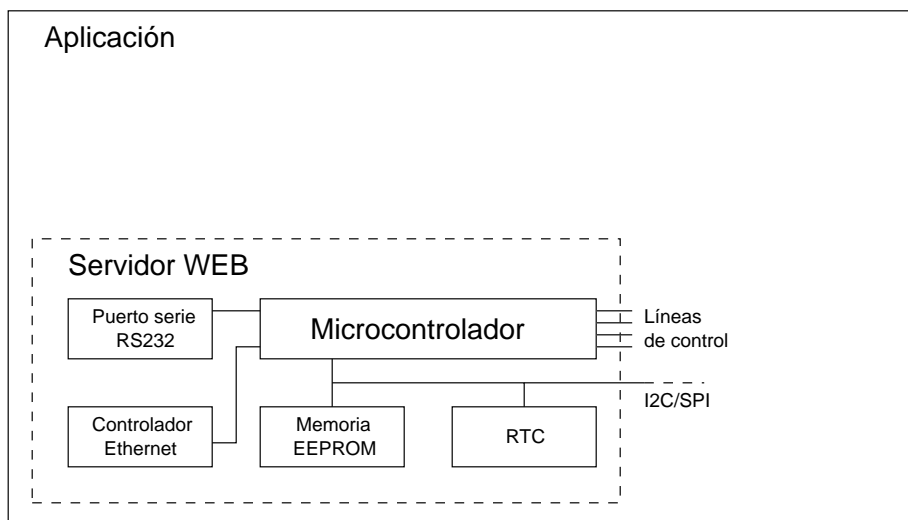 Aplicación
Servidor WEB
Puerto serie
RS232
Microcontrolador
Líneas
de control
I2C/SPI
Controlador
Ethernet
Memoria
EEPROM
RTC